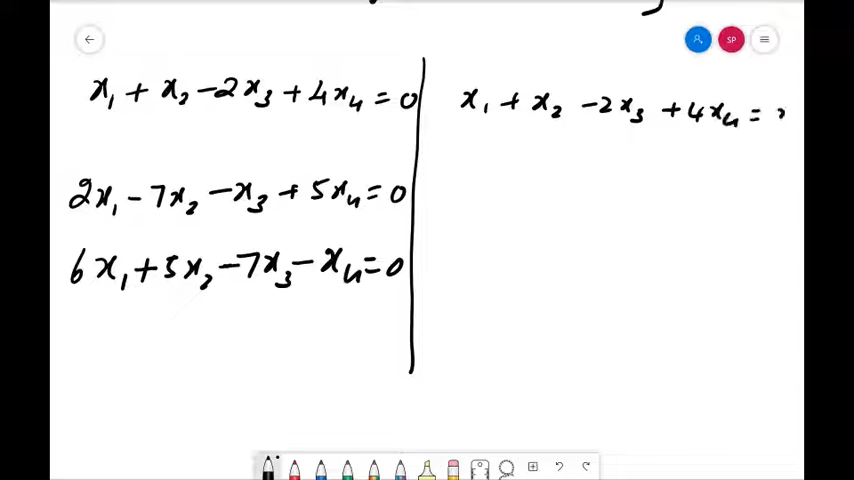 SP
x₁ + x₂ - 2x₃ + 4x₄ = 0
2x₁ - 7x₂ - x₃ + 5x₄ = 0
6x₁ + 5x₂ - 7x₃ - x₄ = 0
x₁ + x₂ - 2x₃ + 4x₄ =